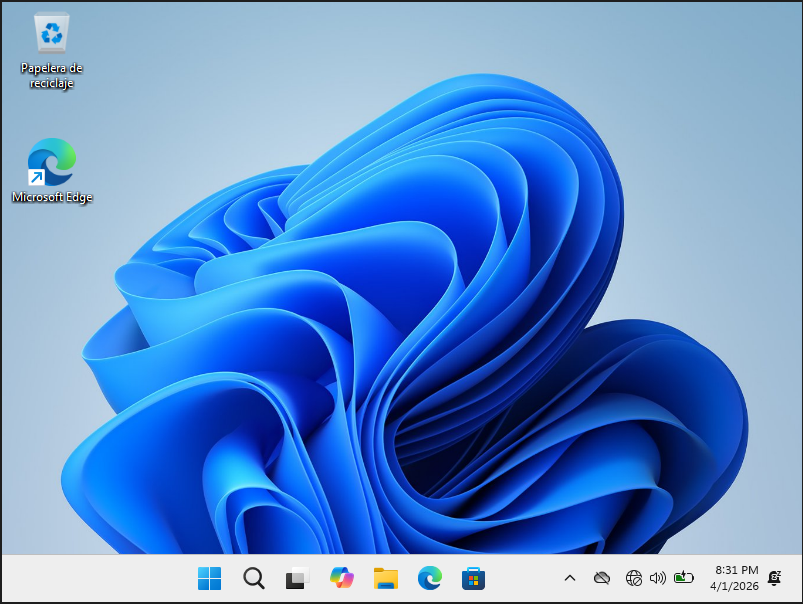 Papelera de
reciclaje
Microsoft Edge
8:31 PM
4/1/2026